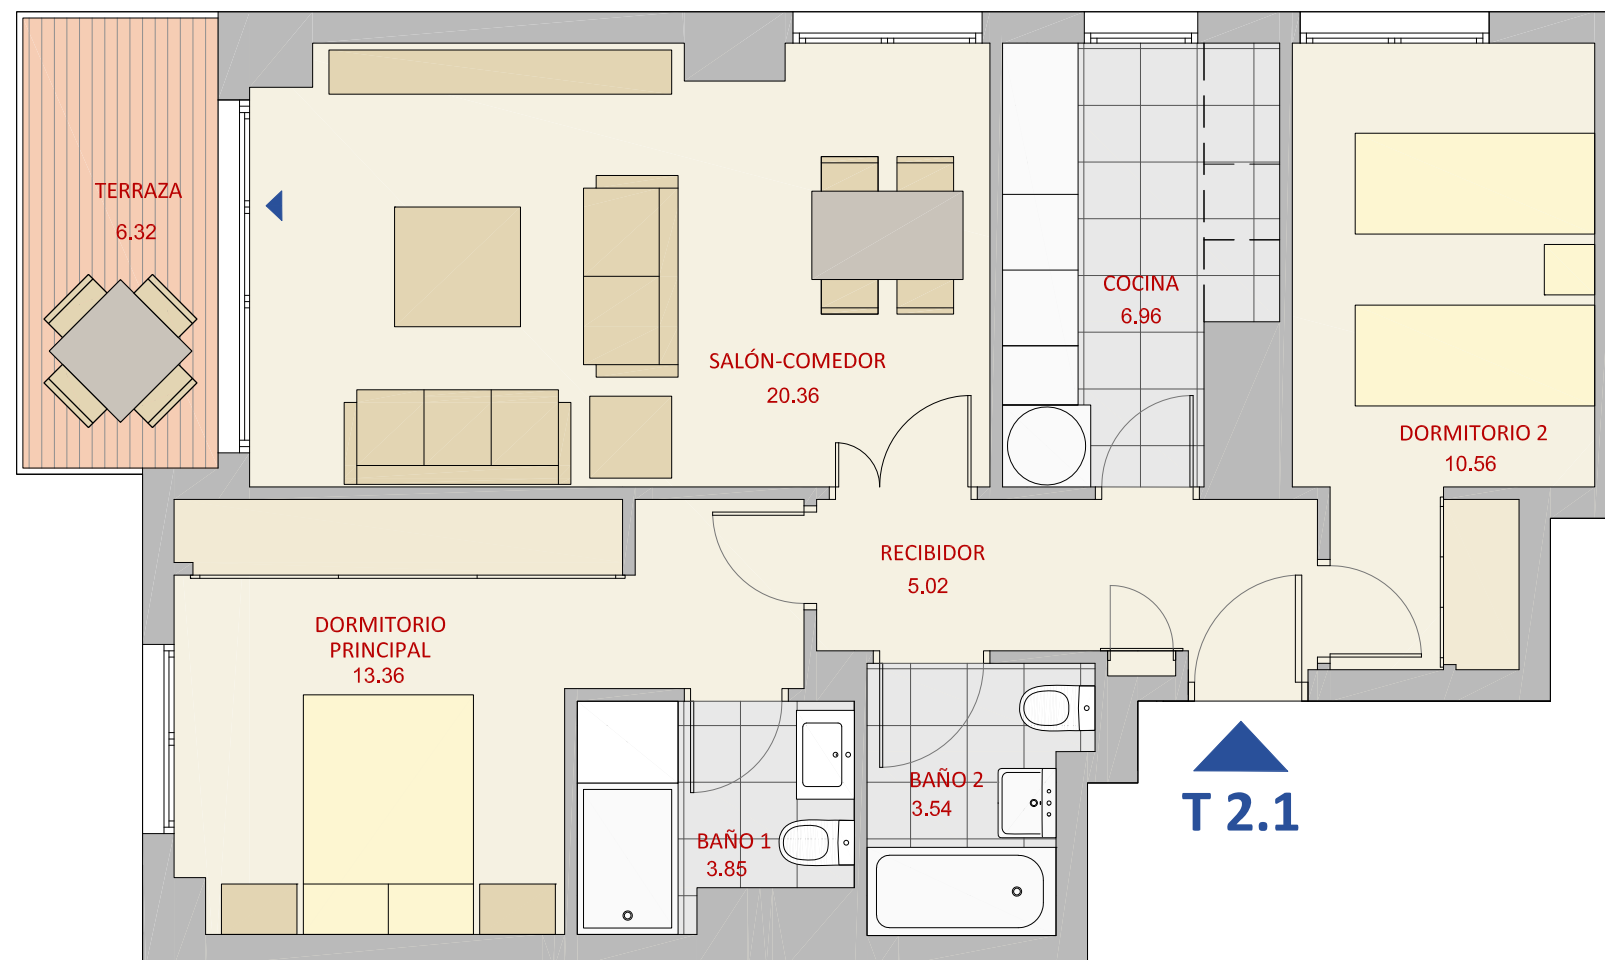 TERRAZA
6.32
SALÓN-COMEDOR
20.36
COCINA
6.96
DORMITORIO 2
10.56
RECIBIDOR
5.02
DORMITORIO
PRINCIPAL
13.36
BAÑO 1
3.85
BAÑO 2
3.54
T 2.1